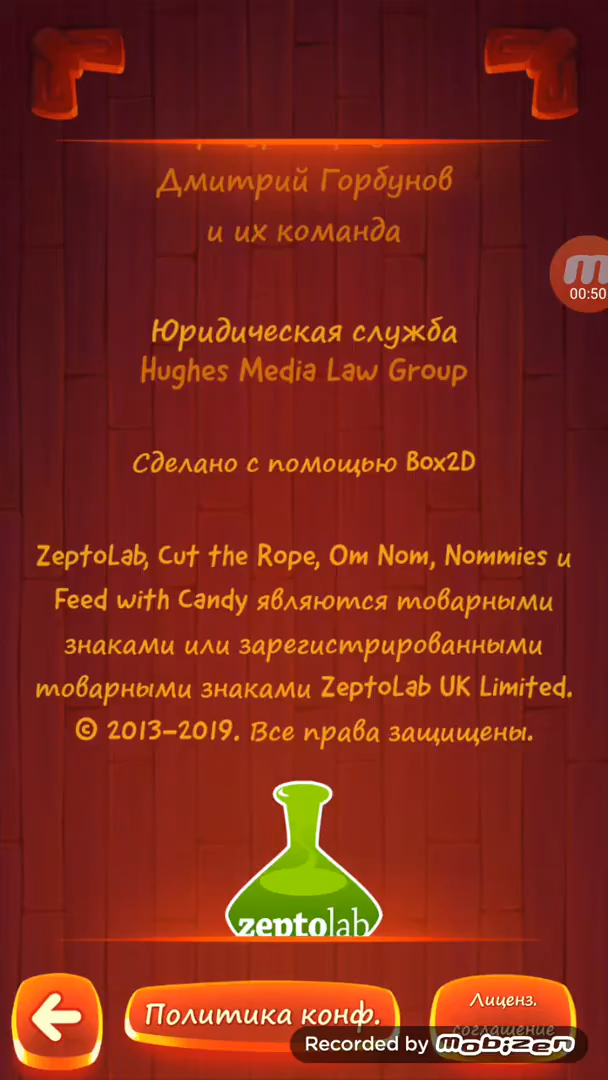 Дмитрий Горбунов
и их команда
00:50
Юридическая служба
Hughes Media Law Group
Сделано с помощью Box2D
ZeptoLab, Cut the Rope, Om Nom, Nommies и
Feed with Candy являются товарными
знаками или зарегистрированными
товарными знаками ZeptoLab UK Limited.
© 2013–2019. Все права защищены.
zeptolab
Политика конф.
Лиценз.
соглашение
Recorded by Mobizen